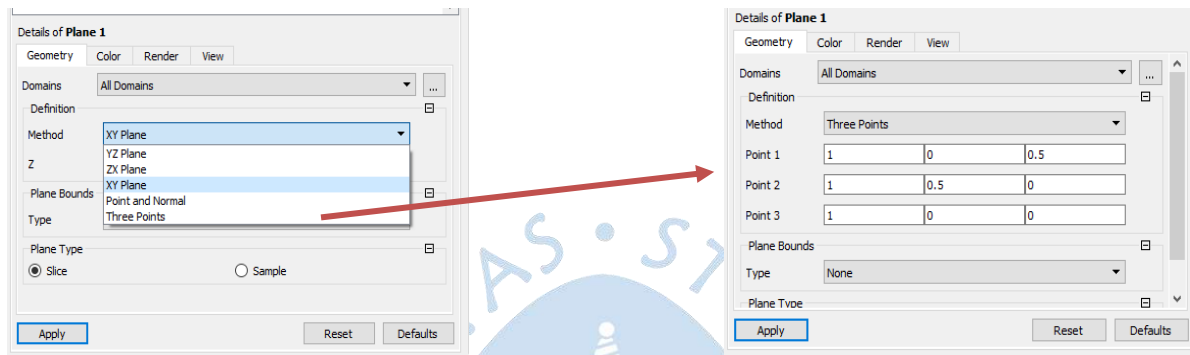 Details of Plane 1
Geometry Color Render View
Domains All Domains ...
Definition
Method XY Plane
YZ Plane
Z
ZX Plane
XY Plane
Plane Bounds
Point and Normal
Type
Three Points
Plane Type
Slice Sample
Apply Reset Defaults
Details of Plane 1
Geometry Color Render View
Domains All Domains ...
Definition
Method Three Points
Point 1 1 0 0.5
Point 2 1 0.5 0
Point 3 1 0 0
Plane Bounds
Type None
Plane Type
Apply Reset Defaults
EAS • ST